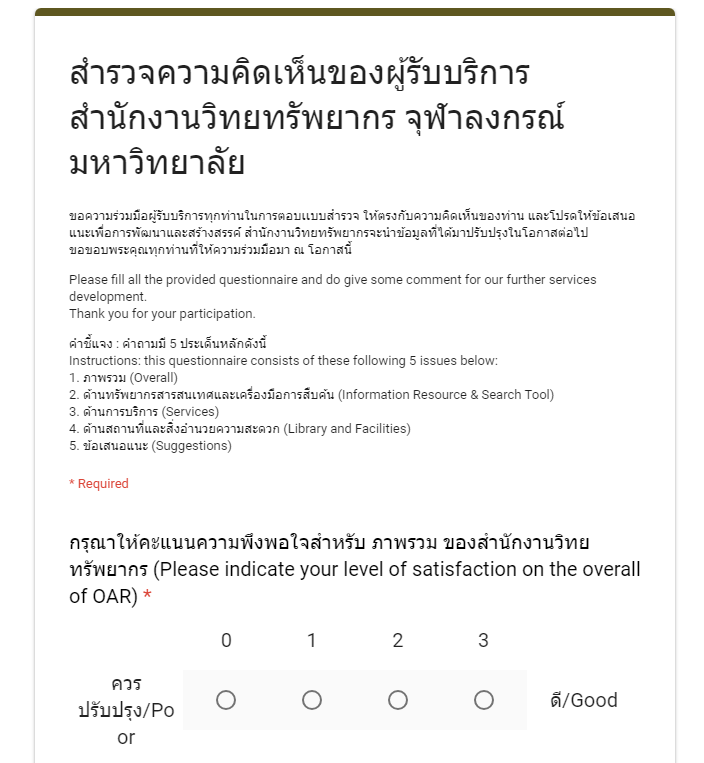 สำรวจความคิดเห็นของผู้รับบริการ
สำนักงานวิทยทรัพยากร จุฬาลงกรณ์
มหาวิทยาลัย
ขอความร่วมมือผู้รับบริการทุกท่านในการตอบแบบสำรวจ ให้ตรงกับความคิดเห็นของท่าน และโปรดให้ข้อเสนอ
แนะเพื่อการพัฒนาและสร้างสรรค์ สำนักงานวิทยทรัพยากรจะนำข้อมูลที่ได้มาปรับปรุงในโอกาสต่อไป
ขอขอบพระคุณทุกท่านที่ให้ความร่วมมือมา ณ โอกาสนี้
Please fill all the provided questionnaire and do give some comment for our further services
development.
Thank you for your participation.
คำชี้แจง : คำถามมี 5 ประเด็นหลักดังนี้
Instructions: this questionnaire consists of these following 5 issues below:
1. ภาพรวม (Overall)
2. ด้านทรัพยากรสารสนเทศและเครื่องมือการสืบค้น (Information Resource & Search Tool)
3. ด้านการบริการ (Services)
4. ด้านสถานที่และสิ่งอำนวยความสะดวก (Library and Facilities)
5. ข้อเสนอแนะ (Suggestions)
* Required
กรุณาให้คะแนนความพึงพอใจสำหรับ ภาพรวม ของสำนักงานวิทย
ทรัพยากร (Please indicate your level of satisfaction on the overall
of OAR) *
0 1 2 3
ควร
ปรับปรุง/Po
or
ดี/Good